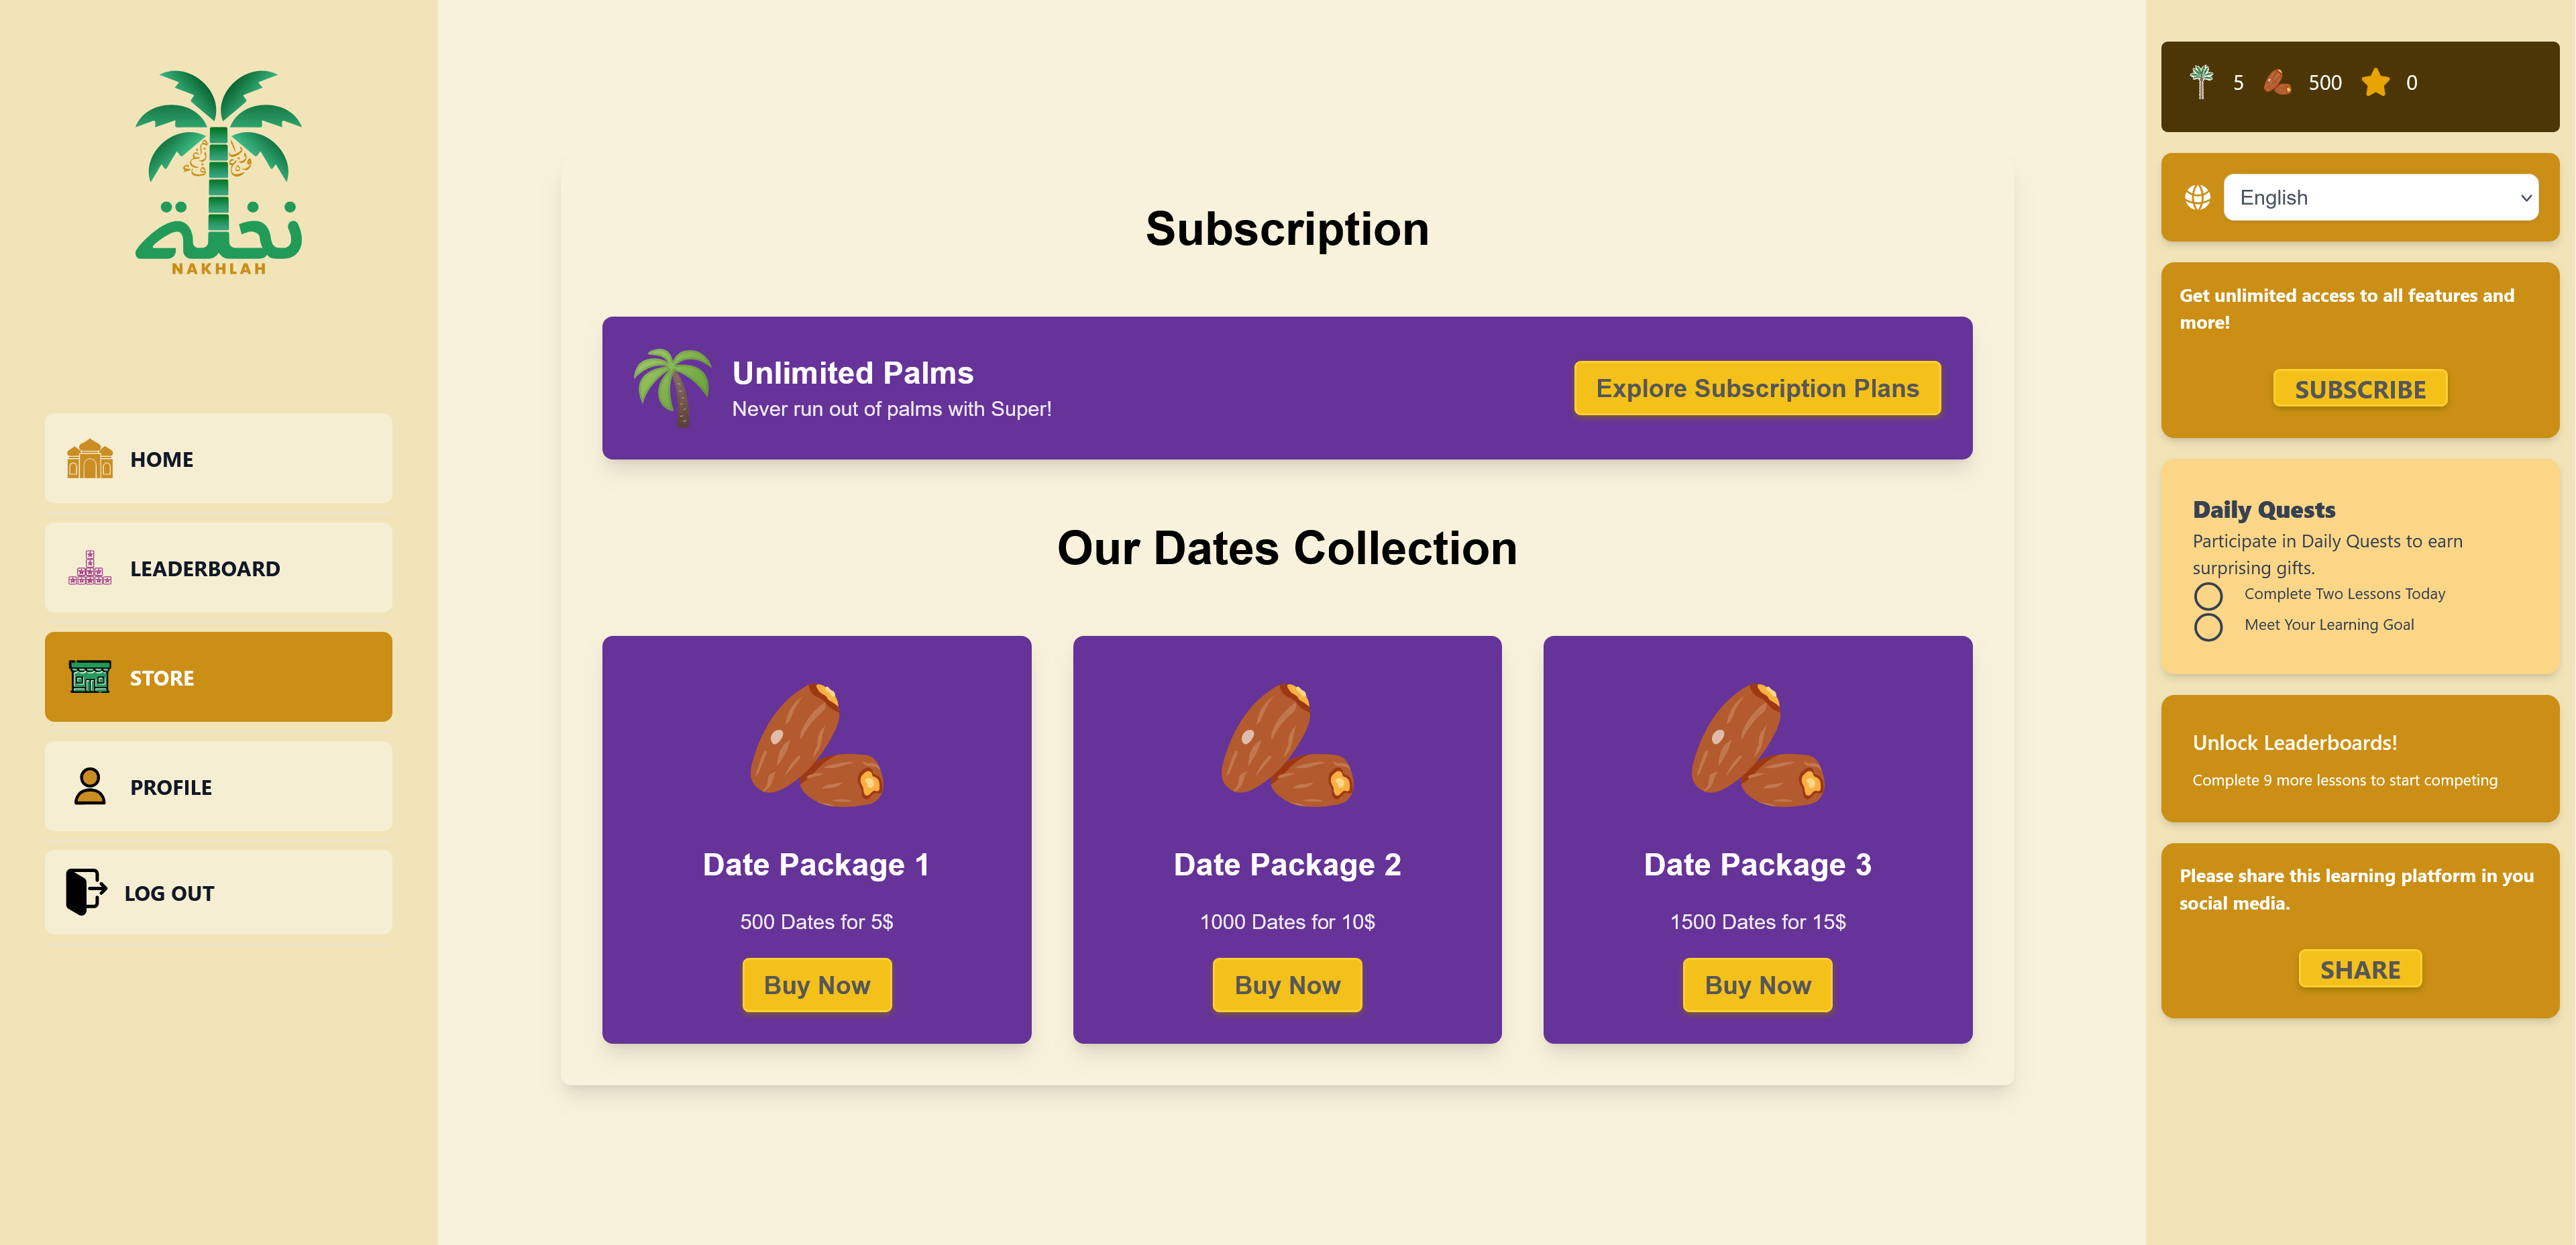 نخلة
NAKHLAH
HOME
LEADERBOARD
STORE
PROFILE
LOG OUT
Subscription
Unlimited Palms
Never run out of palms with Super!
Explore Subscription Plans
Our Dates Collection
Date Package 1
500 Dates for 5$
Buy Now
Date Package 2
1000 Dates for 10$
Buy Now
Date Package 3
1500 Dates for 15$
Buy Now
5 500 0
English
Get unlimited access to all features and
more!
SUBSCRIBE
Daily Quests
Participate in Daily Quests to earn
surprising gifts.
Complete Two Lessons Today
Meet Your Learning Goal
Unlock Leaderboards!
Complete 9 more lessons to start competing
Please share this learning platform in you
social media.
SHARE